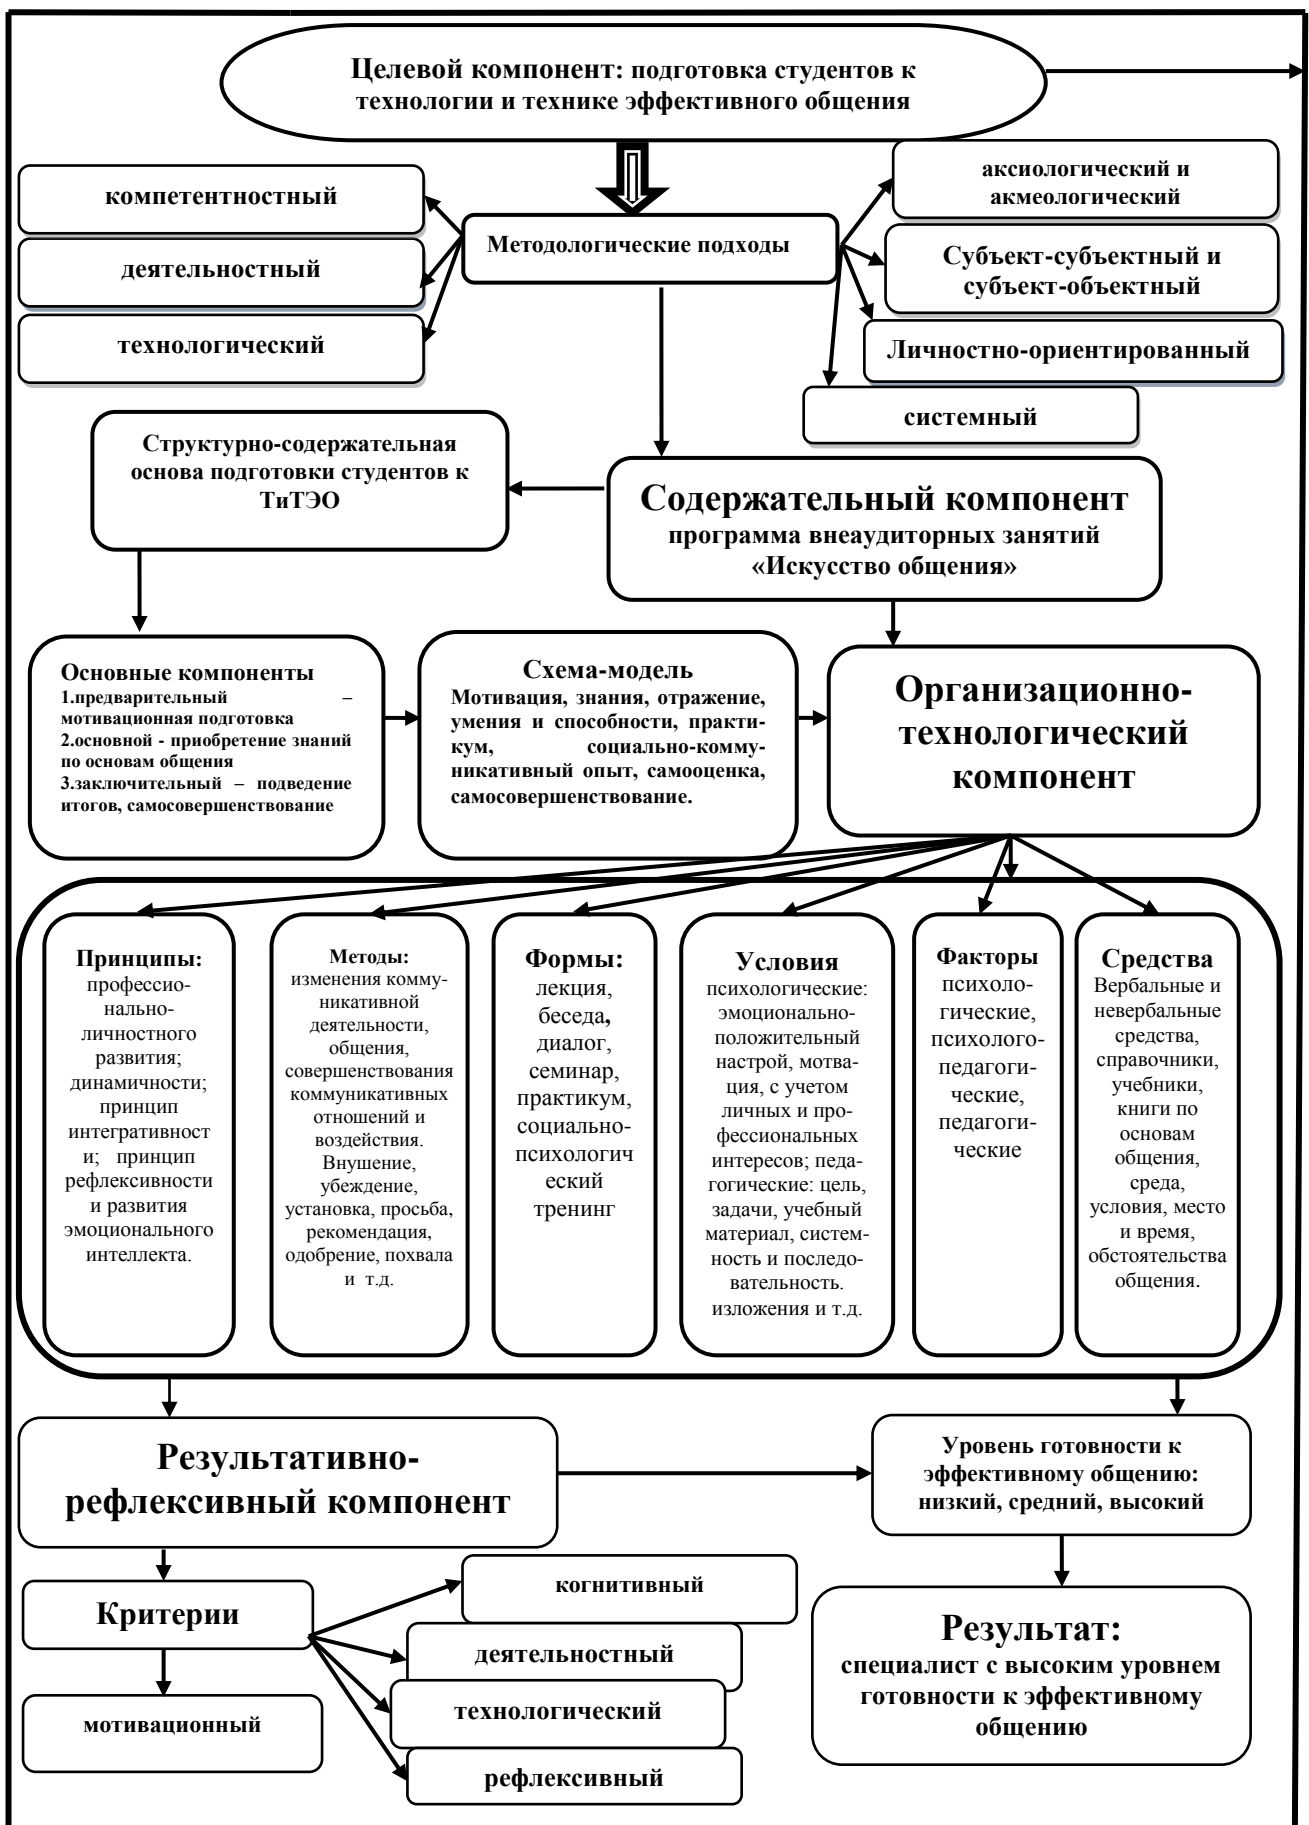 Целевой компонент: подготовка студентов к
технологии и технике эффективного общения
компетентностный
деятельностный
технологический
Методологические подходы
аксиологический и
акмеологический
Субъект-субъектный и
субъект-объектный
Личностно-ориентированный
системный
Структурно-содержательная
основа подготовки студентов к
ТиТЭО
Содержательный компонент
программа внеаудиторных занятий
«Искусство общения»
Основные компоненты
1.предварительный –
мотивационная подготовка
2.основной - приобретение знаний
по основам общения
3.заключительный – подведение
итогов, самосовершенствование
Схема-модель
Мотивация, знания, отражение,
умения и способности, практи-
кум, социально-комму-
никативный опыт, самооценка,
самосовершенствование.
Организационно-
технологический
компонент
Принципы:
профессио-
нально-
личностного
развития;
динамичности;
принцип
интегративност
и; принцип
рефлексивности
и развития
эмоционального
интеллекта.
Методы:
изменения комму-
никативной
деятельности,
общения,
совершенствования
коммуникативных
отношений и
воздействия.
Внушение,
убеждение,
установка, просьба,
рекомендация,
одобрение, похвала
и т.д.
Формы:
лекция,
беседа,
диалог,
семинар,
практикум,
социально-
психологич
еский
тренинг
Условия
психологические:
эмоционально-
положительный
настрой, мотва-
ция, с учетом
личных и про-
фессиональных
интересов; педа-
гогические: цель,
задачи, учебный
материал, систем-
ность и последо-
вательность.
изложения и т.д.
Факторы
психоло-
гические,
психолого-
педагоги-
ческие,
педагоги-
ческие
Средства
Вербальные и
невербальные
средства,
справочники,
учебники,
книги по
основам
общения,
среда,
условия, место
и время,
обстоятельства
общения.
Результативно-
рефлексивный компонент
Уровень готовности к
эффективному общению:
низкий, средний, высокий
Критерии
мотивационный
когнитивный
деятельностный
технологический
рефлексивный
Результат:
специалист с высоким уровнем
готовности к эффективному
общению